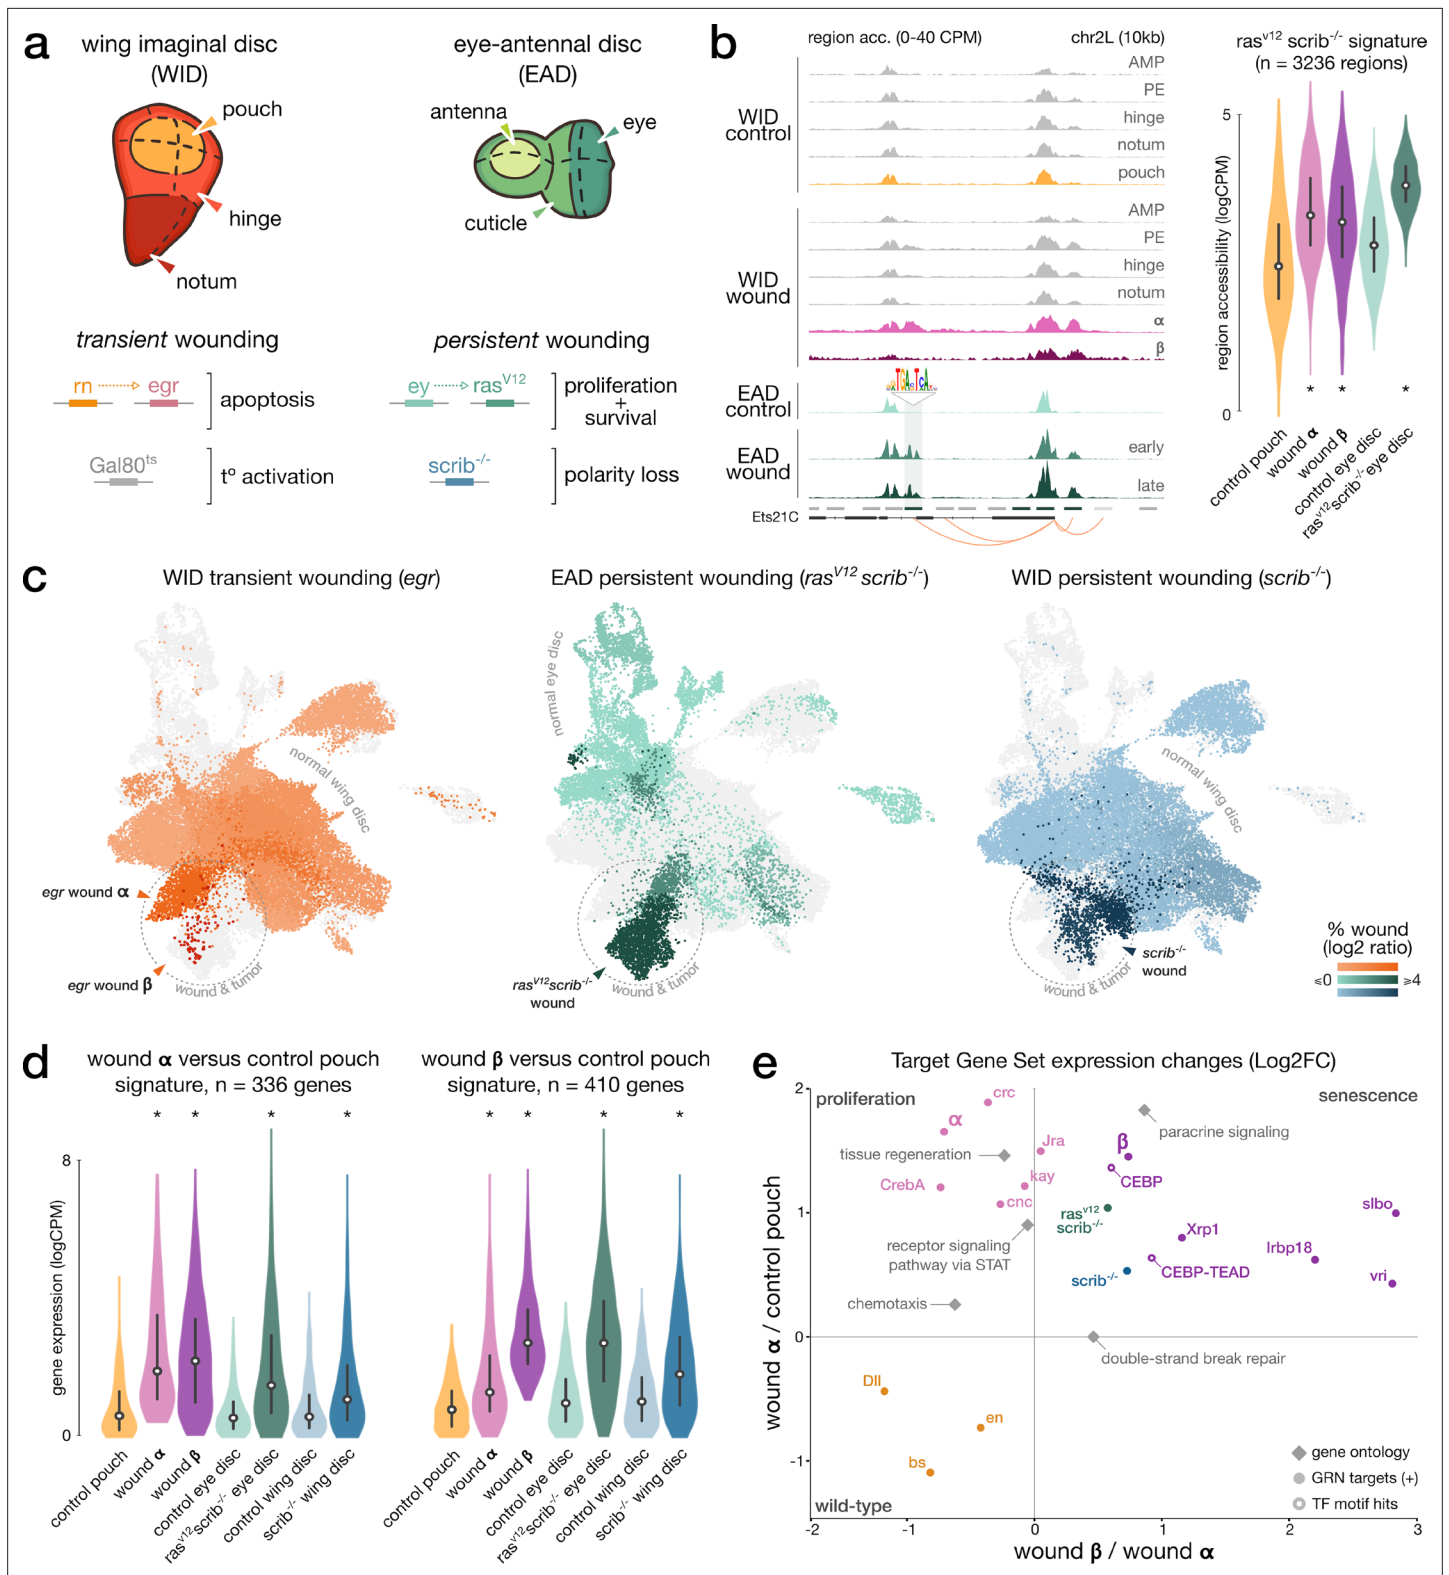 a
wing imaginal disc
(WID)
eye-antennal disc
(EAD)
pouch
hinge
notum
antenna
eye
cuticle
transient wounding
persistent wounding
rn
egr
apoptosis
Gal80ts
tº activation
ey
rasV12
proliferation
+
survival
scrib-/-
polarity loss
b
region acc. (0-40 CPM)
chr2L (10kb)
WID
control
AMP
PE
hinge
notum
pouch
WID
wound
AMP
PE
hinge
notum
α
β
EAD
control
EAD
wound
early
late
Ets21C
rasv12 scrib-/- signature
(n = 3236 regions)
region accessibility (logCPM)
5
0
* * *
control pouch
wound α
wound β
control eye disc
rasv12scrib-/-eye disc
c
WID transient wounding (egr)
EAD persistent wounding (rasV12 scrib-/-)
WID persistent wounding (scrib-/-)
normal wing disc
egr wound α
egr wound β
wound & tumor
normal eye disc
rasV12scrib-/-
wound
wound & tumor
normal wing disc
scrib-/-
wound
wound & tumor
% wound
(log2 ratio)
⩽0
⩾4
d
wound α versus control pouch
signature, n = 336 genes
* * * *
gene expression (logCPM)
8
0
control pouch
wound α
wound β
control eye disc
rasv12scrib-/- eye disc
control wing disc
scrib-/- wing disc
wound β versus control pouch
signature, n = 410 genes
* * * *
control pouch
wound α
wound β
control eye disc
rasv12scrib-/- eye disc
control wing disc
scrib-/- wing disc
e
Target Gene Set expression changes (Log2FC)
wound α / control pouch
2
1
0
-1
proliferation
senescence
wild-type
crc
α
paracrine signaling
tissue regeneration
Jra
β
CrebA
kay
CEBP
cnc
rasv12
scrib-/-
slbo
receptor signaling
pathway via STAT
Xrp1
Irbp18
scrib-/-
CEBP-TEAD
vri
chemotaxis
double-strand break repair
Dll
en
bs
gene ontology
GRN targets (+)
TF motif hits
-2 -1 0 1 2 3
wound β / wound α